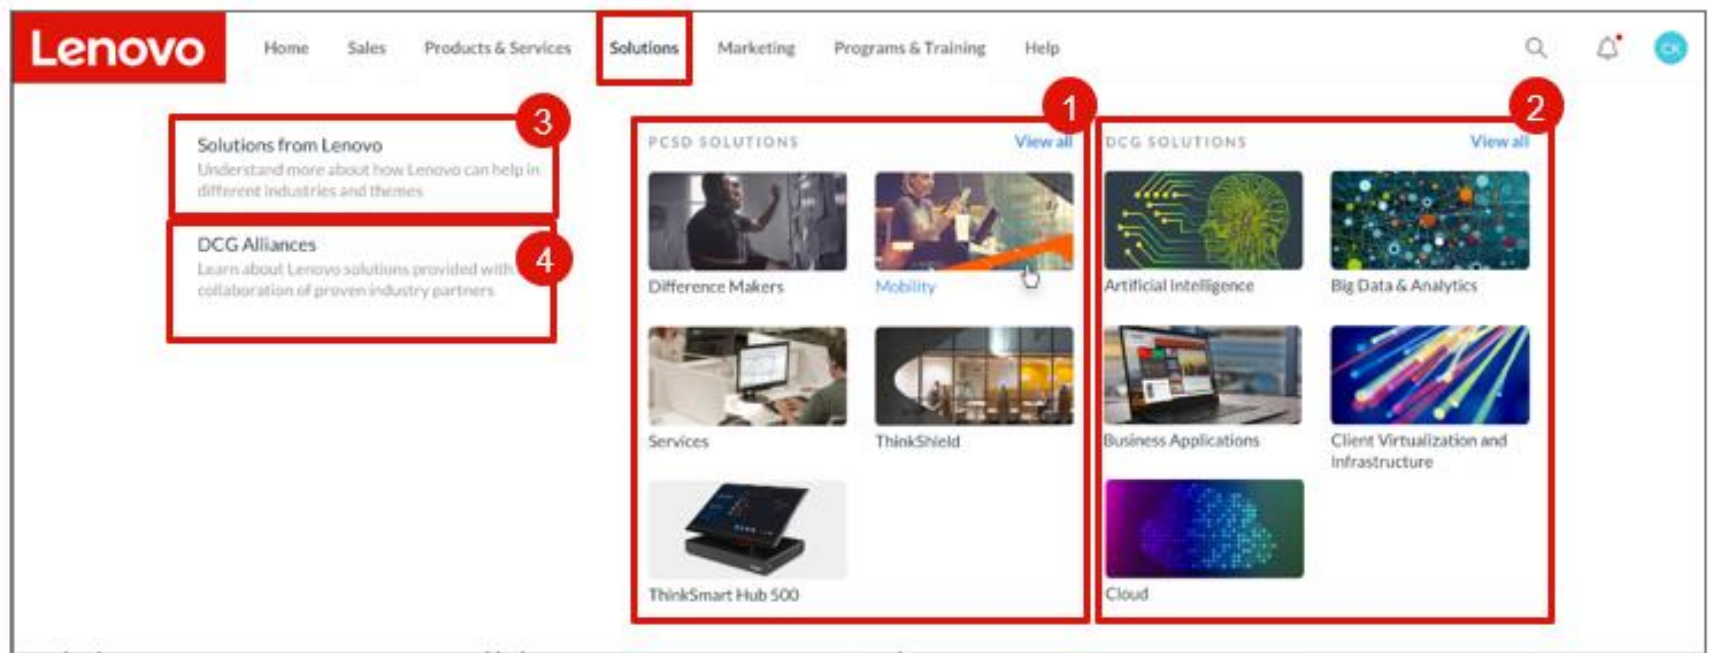 Lenovo
Home Sales Products & Services Solutions Marketing Programs & Training Help
CK
3
Solutions from Lenovo
Understand more about how Lenovo can help in
different industries and themes
4
DCG Alliances
Learn about Lenovo solutions provided with
collaboration of proven industry partners
1
PCSD SOLUTIONS View all
Difference Makers Mobility
Services ThinkShield
ThinkSmart Hub 500
2
DCG SOLUTIONS View all
Artificial Intelligence Big Data & Analytics
Business Applications Client Virtualization and
Infrastructure
Cloud